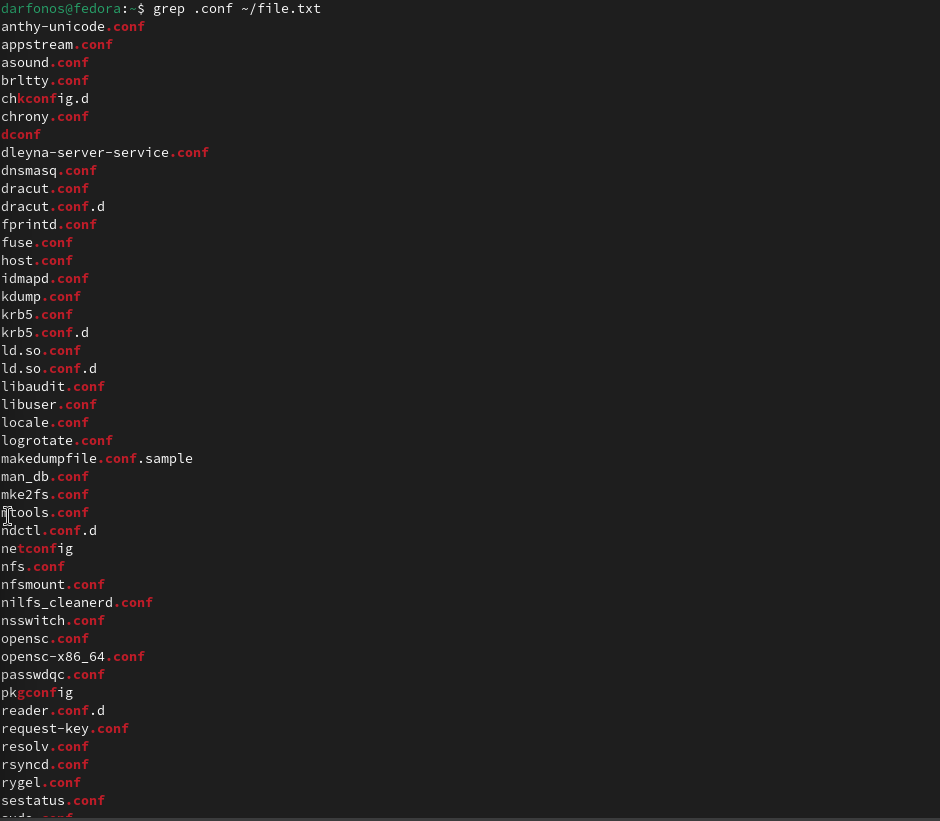 darfonos@fedora:~$ grep .conf ~/file.txt
anthy-unicode.conf
appstream.conf
asound.conf
brltty.conf
chkconfig.d
chrony.conf
dconf
dleyna-server-service.conf
dnsmasq.conf
dracut.conf
dracut.conf.d
fprintd.conf
fuse.conf
host.conf
idmapd.conf
kdump.conf
krb5.conf
krb5.conf.d
ld.so.conf
ld.so.conf.d
libaudit.conf
libuser.conf
locale.conf
logrotate.conf
makedumpfile.conf.sample
man_db.conf
mke2fs.conf
mtools.conf
ndctl.conf.d
netconfig
nfs.conf
nfsmount.conf
nilfs_cleanerd.conf
nsswitch.conf
opensc.conf
opensc-x86_64.conf
passwdqc.conf
pkgconfig
reader.conf.d
request-key.conf
resolv.conf
rsyncd.conf
rygel.conf
sestatus.conf